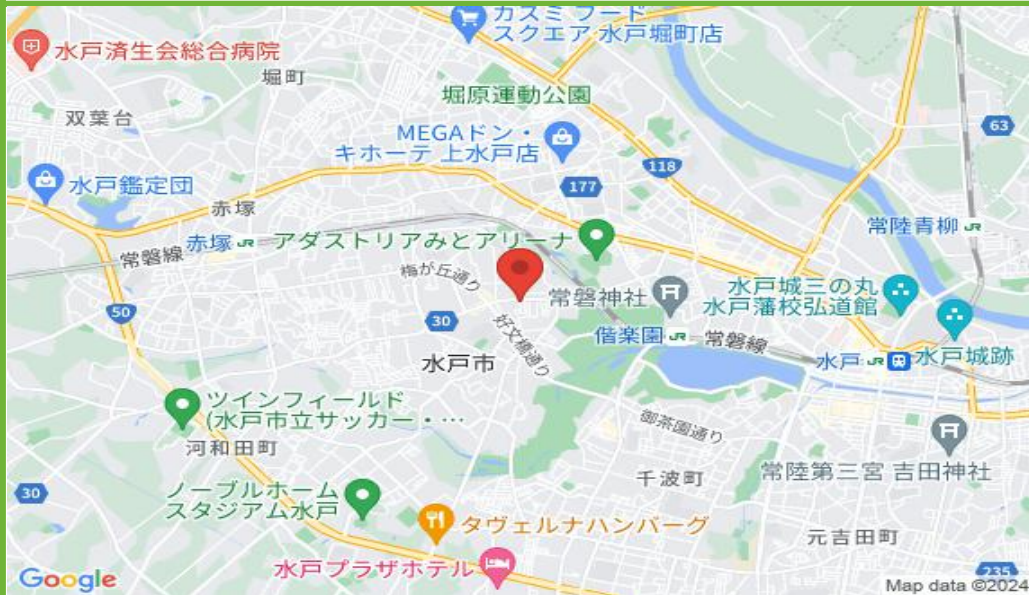 カスミ フード
スクエア 水戸堀町店
水戸済生会総合病院
堀町
堀原運動公園
双葉台
MEGAドン・
キホーテ 上水戸店
63
118
水戸鑑定団
177
赤塚
常陸青柳 JR
赤塚 JR
アダストリアみとアリーナ
常磐線
梅が丘通り
常磐神社
水戸城三の丸
水戸藩校弘道館
50
30
好文橋通り
偕楽園 JR
常磐線
水戸 JR
水戸城跡
水戸市
ツインフィールド
(水戸市立サッカー・…
御茶園通り
河和田町
千波町
常陸第三宮 吉田神社
30
ノーブルホーム
スタジアム水戸
タヴェルナハンバーグ
元吉田町
水戸プラザホテル
235
Google
Map data ©2024